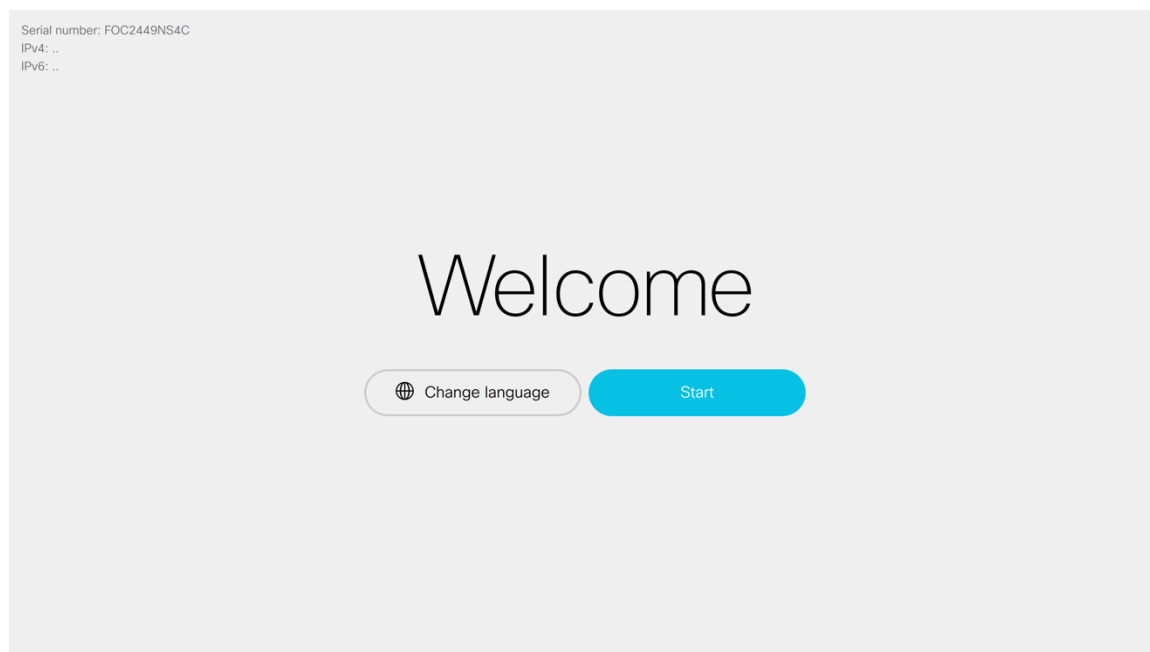 Serial number: FOC2449NS4C
IPv4: ..
IPv6: ..
Welcome
Change language
Start